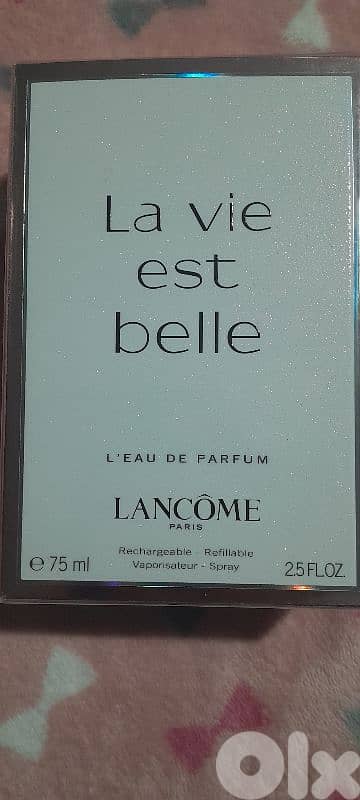 La vie
est
belle
L'EAU DE PARFUM
LANCÔME
PARIS
Rechargeable - Refillable
Vaporisateur - Spray
℮ 75 ml 2.5 FL.OZ.
OLX